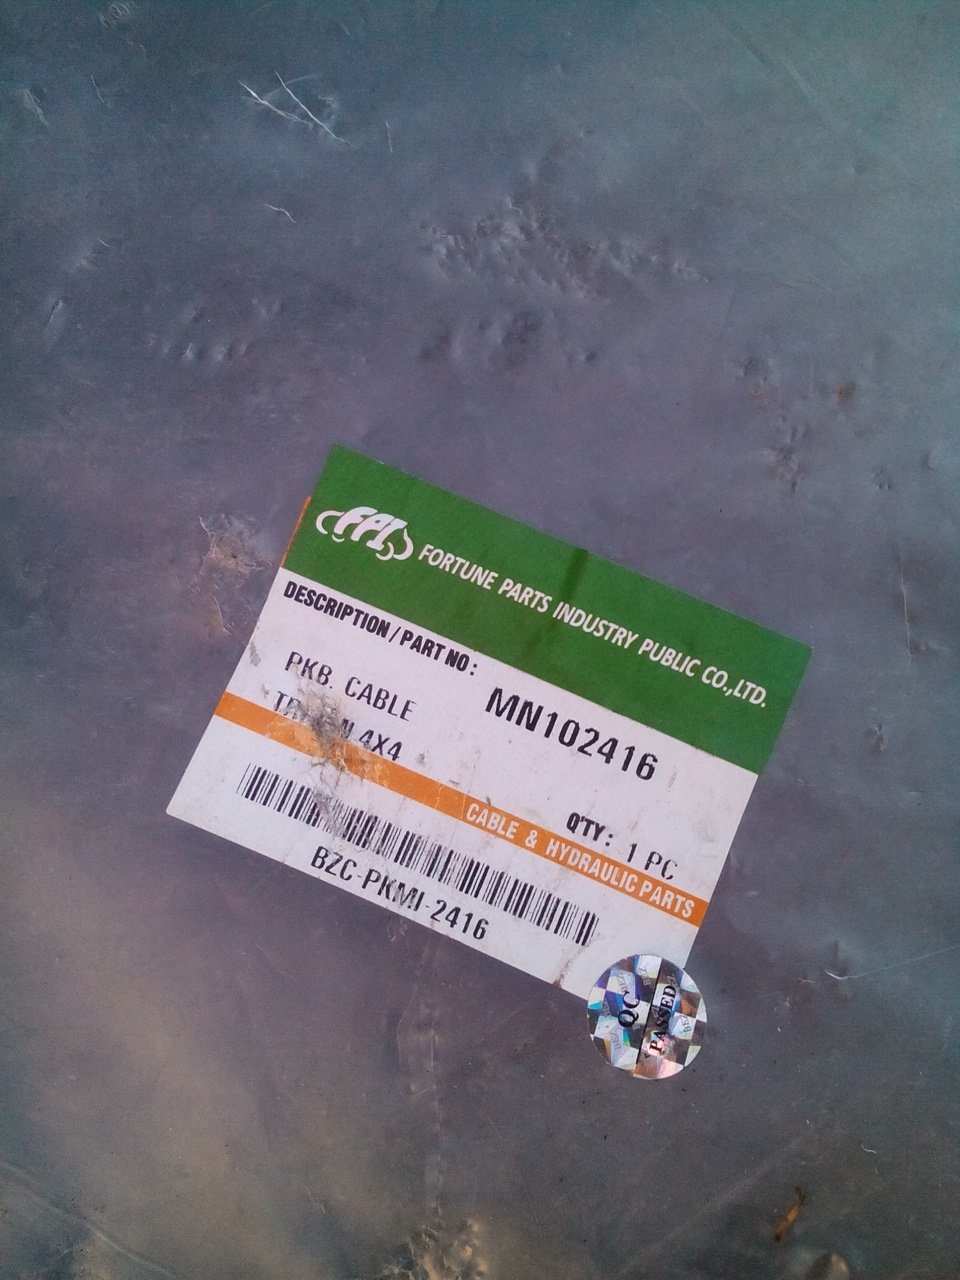 FPI FORTUNE PARTS INDUSTRY PUBLIC CO.,LTD.
DESCRIPTION / PART NO :
MN102416
PKB. CABLE
4X4
Q'TY : 1 PC
CABLE & HYDRAULIC PARTS
BZC-PKMI-2416
QC
PASSED